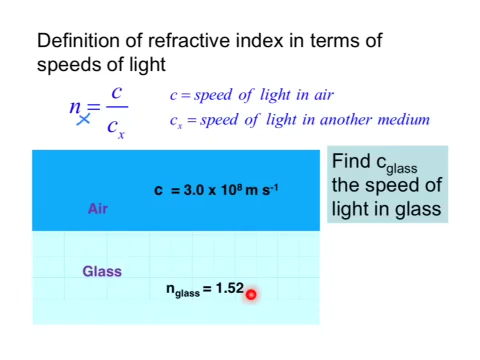 Definition of refractive index in terms of
speeds of light
n = c / cₓ
x
c = speed of light in air
cₓ = speed of light in another medium
Find c_glass
the speed of
light in glass
c = 3.0 x 10⁸ m s⁻¹
Air
Glass
n_glass = 1.52